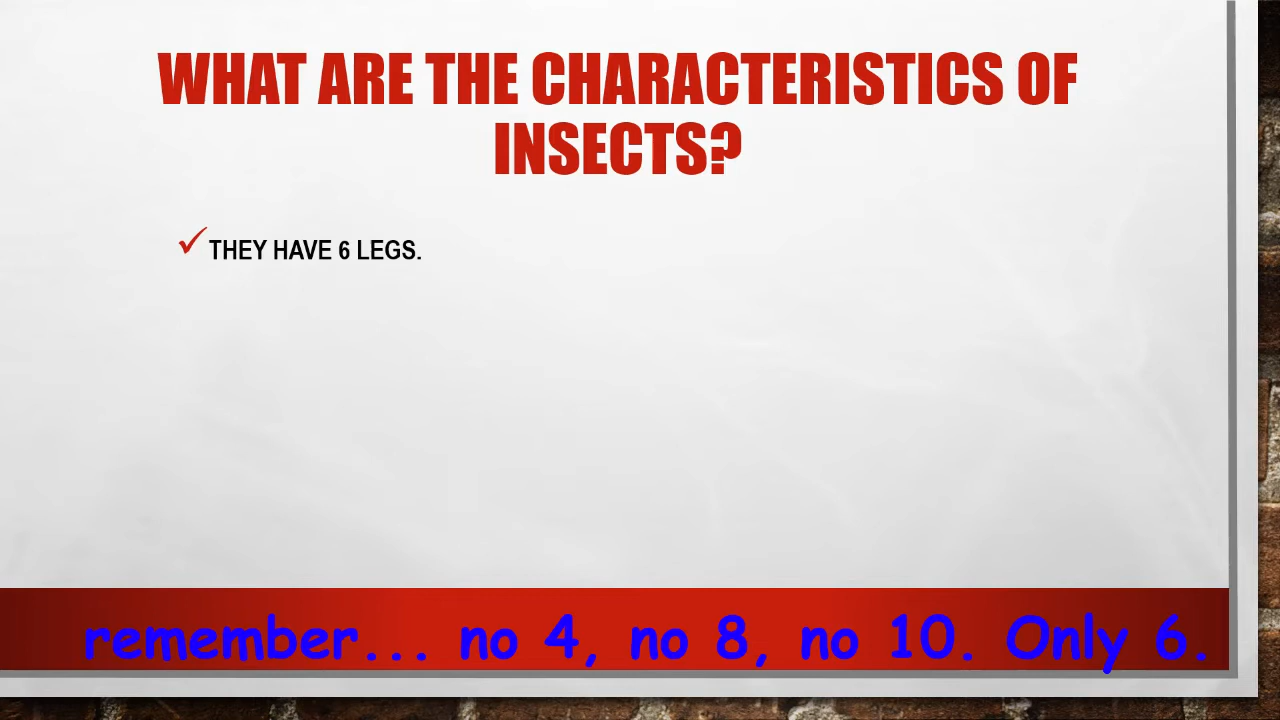 WHAT ARE THE CHARACTERISTICS OF
INSECTS?
✓THEY HAVE 6 LEGS.
remember... no 4, no 8, no 10. Only 6.